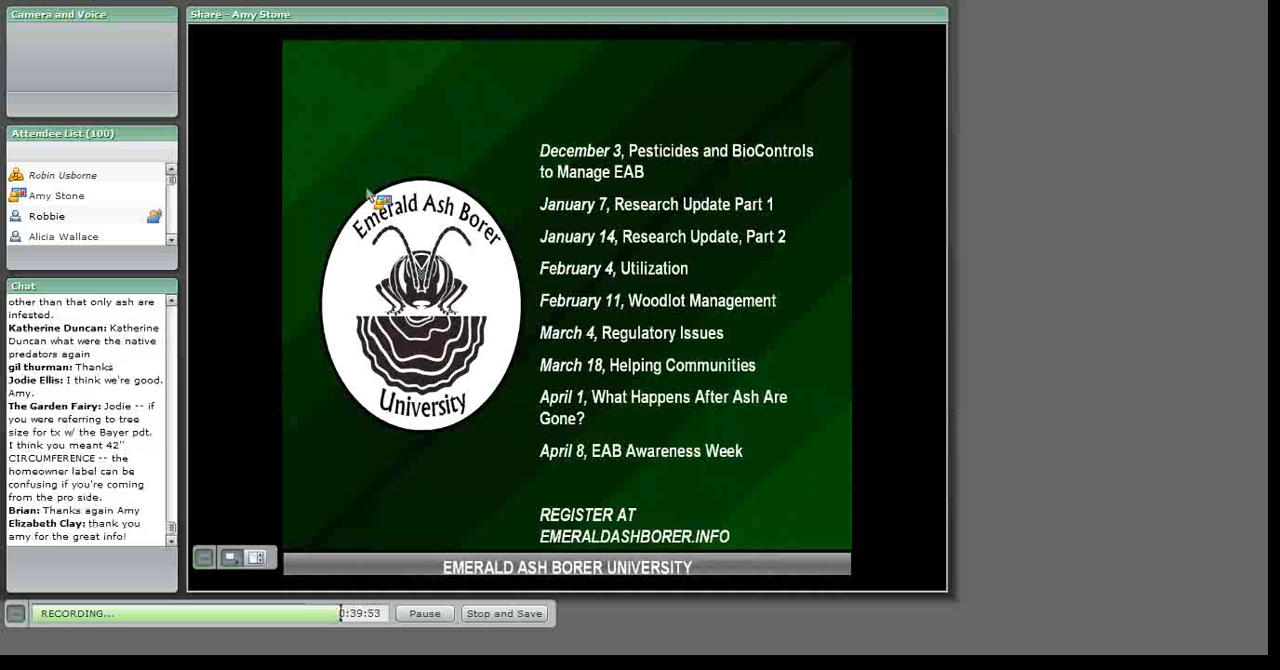 Camera and Voice
Share - Amy Stone
Attendee List (100)
Robin Usborne
Amy Stone
Robbie
Alicia Wallace
Chat
other than that only ash are
infested.
Katherine Duncan: Katherine
Duncan what were the native
predators again
gil thurman: Thanks
Jodie Ellis: I think we're good.
Amy.
The Garden Fairy: Jodie -- if
you were referring to tree
size for tx w/ the Bayer pdt.
I think you meant 42"
CIRCUMFERENCE -- the
homeowner label can be
confusing if you're coming
from the pro side.
Brian: Thanks again Amy
Elizabeth Clay: thank you
amy for the great info!
Emerald Ash Borer
University
December 3, Pesticides and BioControls
to Manage EAB
January 7, Research Update Part 1
January 14, Research Update, Part 2
February 4, Utilization
February 11, Woodlot Management
March 4, Regulatory Issues
March 18, Helping Communities
April 1, What Happens After Ash Are
Gone?
April 8, EAB Awareness Week
REGISTER AT
EMERALDASHBORER.INFO
EMERALD ASH BORER UNIVERSITY
RECORDING...
0:39:53
Pause
Stop and Save